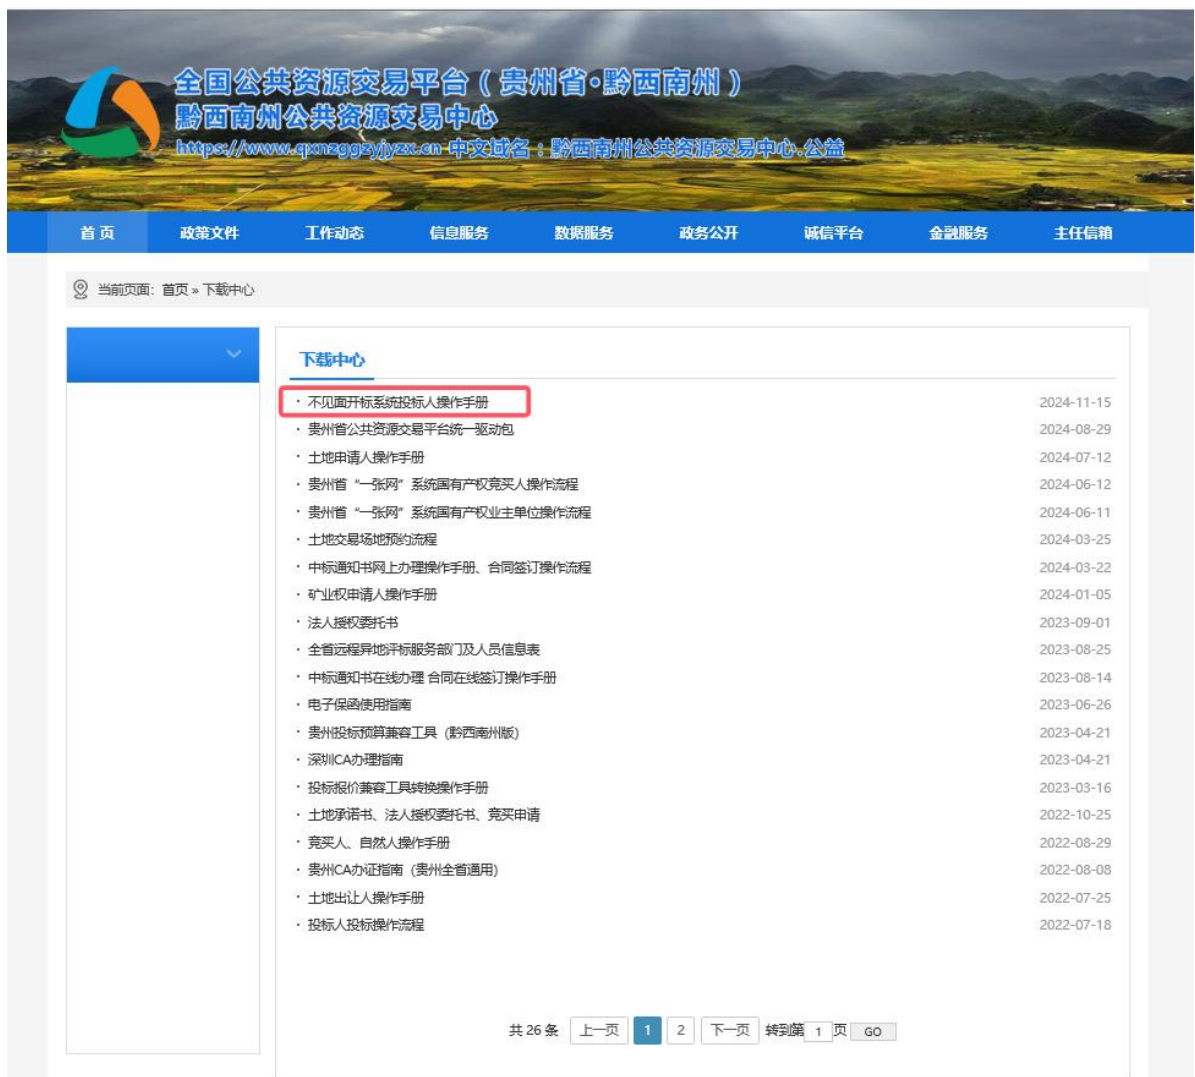 全国公共资源交易平台（贵州省·黔西南州）
黔西南州公共资源交易中心
https://www.qxnzggzyjyzx.cn 中文域名：黔西南州公共资源交易中心.公益
首 页 政策文件 工作动态 信息服务 数据服务 政务公开 诚信平台 金融服务 主任信箱
当前页面：首页 » 下载中心
下载中心
· 不见面开标系统投标人操作手册 2024-11-15
· 贵州省公共资源交易平台统一驱动包 2024-08-29
· 土地申请人操作手册 2024-07-12
· 贵州省“一张网”系统国有产权竞买人操作流程 2024-06-12
· 贵州省“一张网”系统国有产权业主单位操作流程 2024-06-11
· 土地交易场地预约流程 2024-03-25
· 中标通知书网上办理操作手册、合同签订操作流程 2024-03-22
· 矿业权申请人操作手册 2024-01-05
· 法人授权委托书 2023-09-01
· 全省远程异地评标服务部门及人员信息表 2023-08-25
· 中标通知书在线办理 合同在线签订操作手册 2023-08-14
· 电子保函使用指南 2023-06-26
· 贵州投标预算兼容工具（黔西南州版） 2023-04-21
· 深圳CA办理指南 2023-04-21
· 投标报价兼容工具转换操作手册 2023-03-16
· 土地承诺书、法人授权委托书、竞买申请 2022-10-25
· 竞买人、自然人操作手册 2022-08-29
· 贵州CA办证指南（贵州全省通用） 2022-08-08
· 土地出让人操作手册 2022-07-25
· 投标人投标操作流程 2022-07-18
共 26 条 上一页 1 2 下一页 转到第 1 页 GO